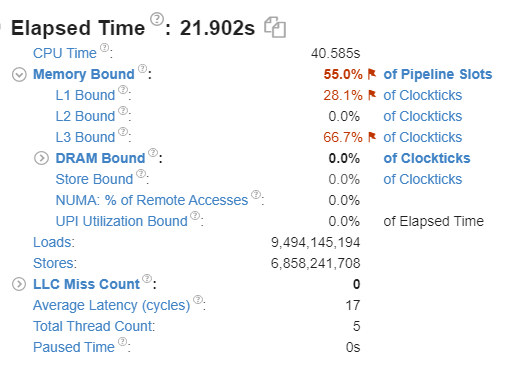 Elapsed Time ?: 21.902s
CPU Time ?: 40.585s
Memory Bound ?: 55.0% of Pipeline Slots
L1 Bound ?: 28.1% of Clockticks
L2 Bound ?: 0.0% of Clockticks
L3 Bound ?: 66.7% of Clockticks
DRAM Bound ?: 0.0% of Clockticks
Store Bound ?: 0.0% of Clockticks
NUMA: % of Remote Accesses ?: 0.0%
UPI Utilization Bound ?: 0.0% of Elapsed Time
Loads: 9,494,145,194
Stores: 6,858,241,708
LLC Miss Count ?: 0
Average Latency (cycles) ?: 17
Total Thread Count: 5
Paused Time ?: 0s